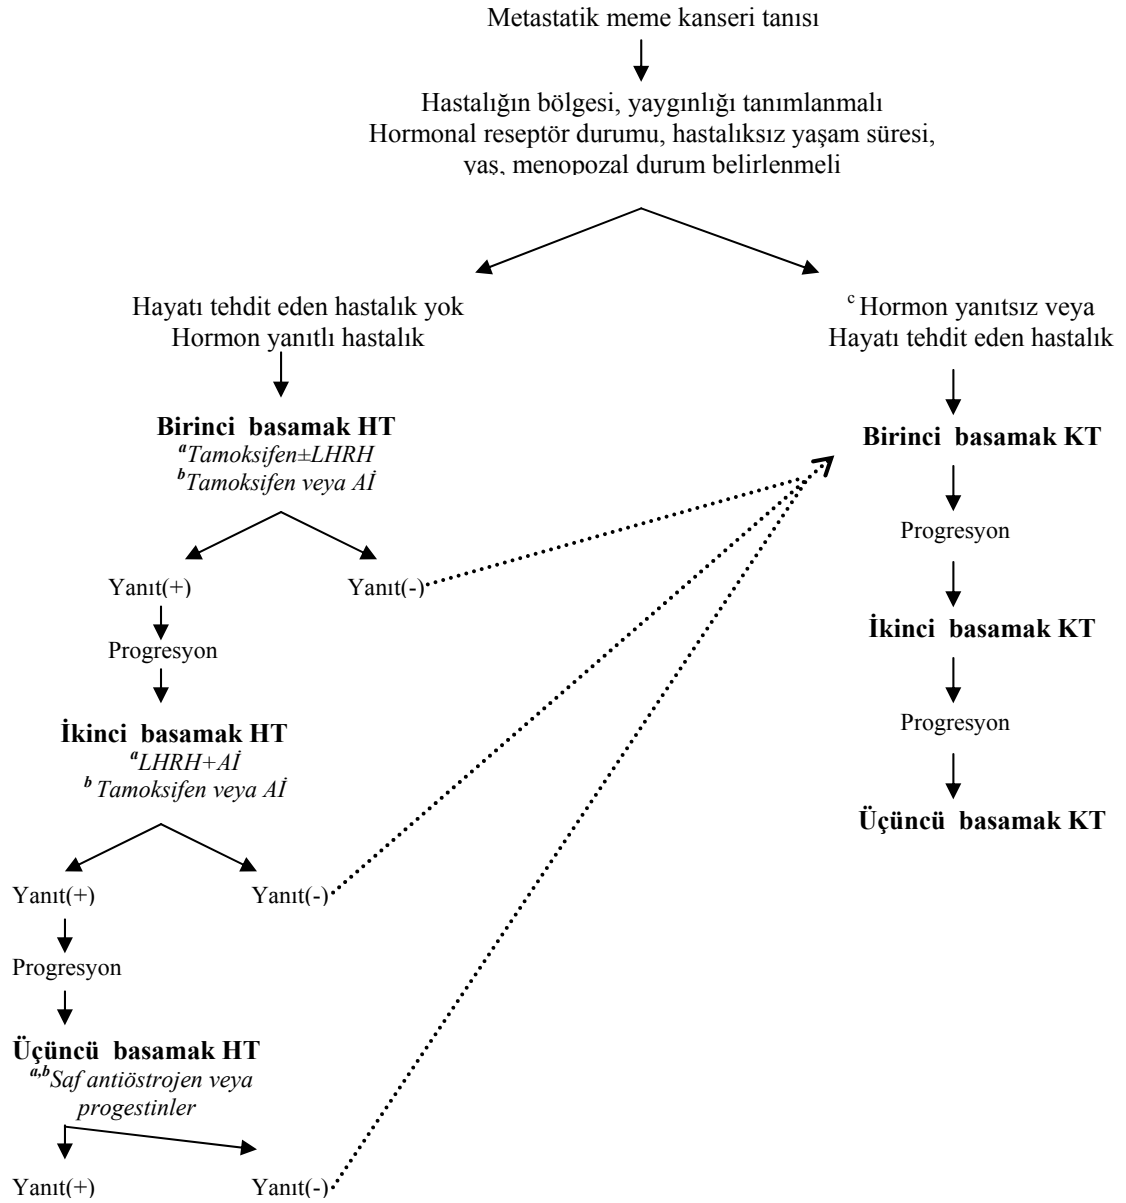 Metastatik meme kanseri tanısı
Hastalığın bölgesi, yaygınlığı tanımlanmalı
Hormonal reseptör durumu, hastalıksız yaşam süresi,
yaş, menopozal durum belirlenmeli
Hayatı tehdit eden hastalık yok
Hormon yanıtlı hastalık
Birinci basamak HT
aTamoksifen±LHRH
bTamoksifen veya Aİ
Yanıt(+)
Yanıt(-)
Progresyon
İkinci basamak HT
aLHRH+Aİ
b Tamoksifen veya Aİ
Yanıt(+)
Yanıt(-)
Progresyon
Üçüncü basamak HT
a,bSaf antiöstrojen veya
progestinler
Yanıt(+)
Yanıt(-)
c Hormon yanıtsız veya
Hayatı tehdit eden hastalık
Birinci basamak KT
Progresyon
İkinci basamak KT
Progresyon
Üçüncü basamak KT